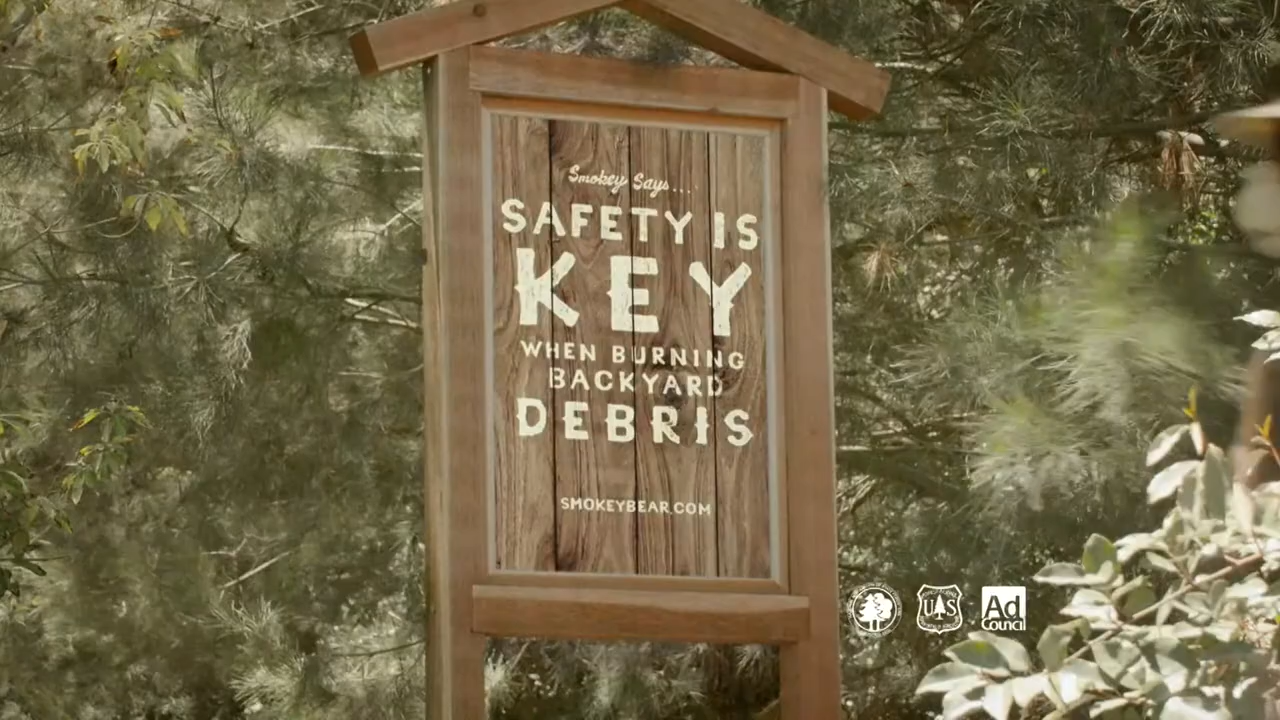 Smokey Says....
SAFETY IS
KEY
WHEN BURNING
BACKYARD
DEBRIS
SMOKEYBEAR.COM
U S
Ad
Council